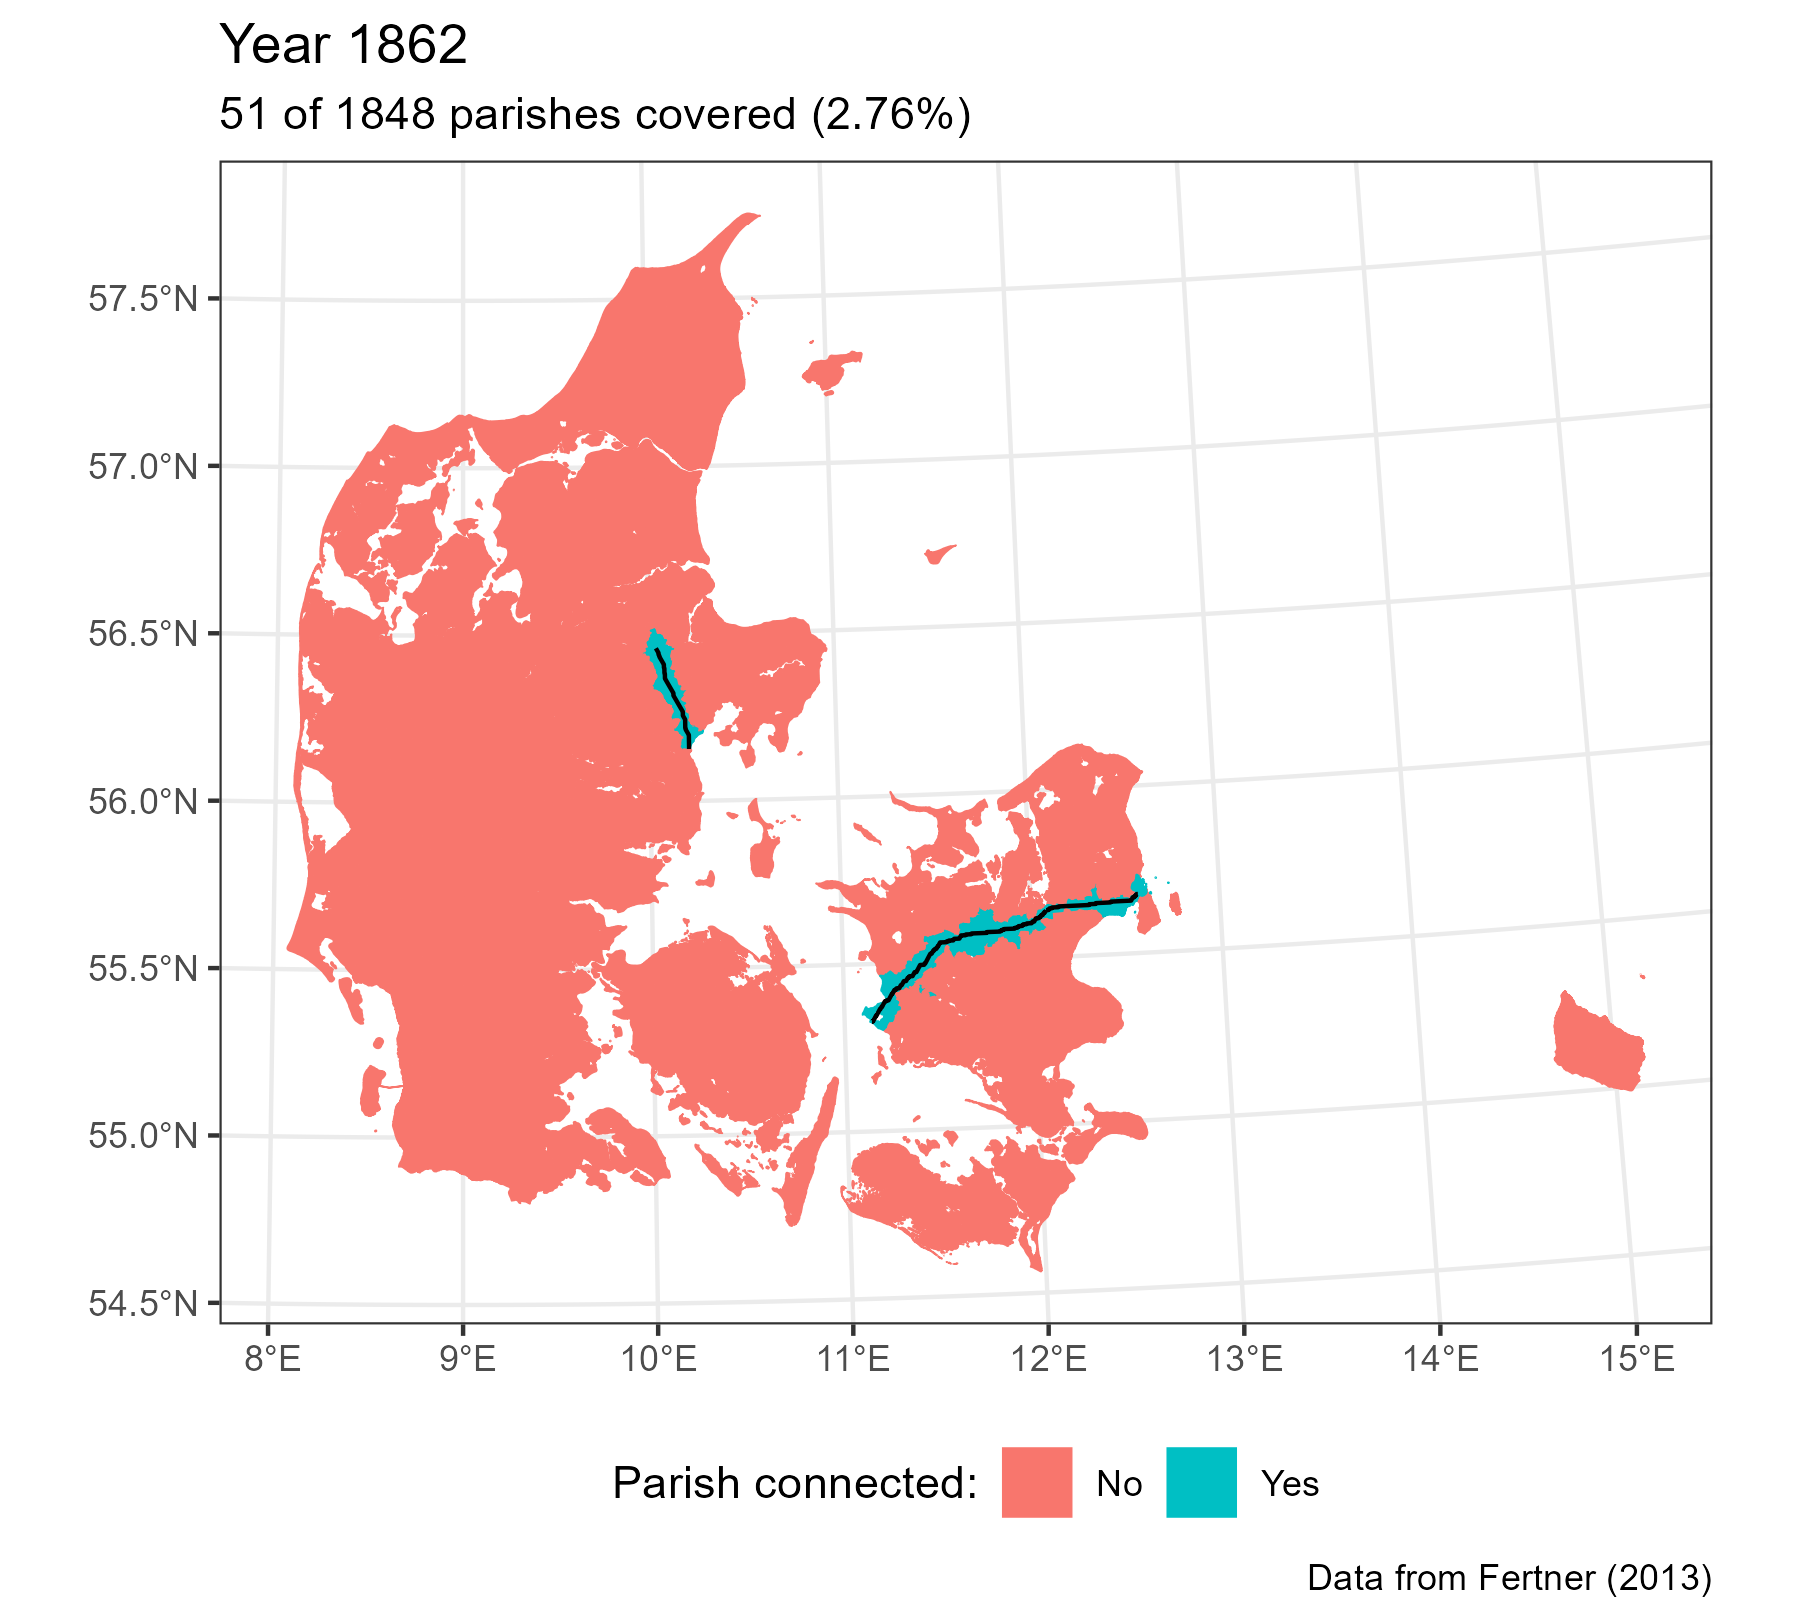 Year 1862
51 of 1848 parishes covered (2.76%)
57.5°N
57.0°N
56.5°N
56.0°N
55.5°N
55.0°N
54.5°N
8°E 9°E 10°E 11°E 12°E 13°E 14°E 15°E
Parish connected: No Yes
Data from Fertner (2013)